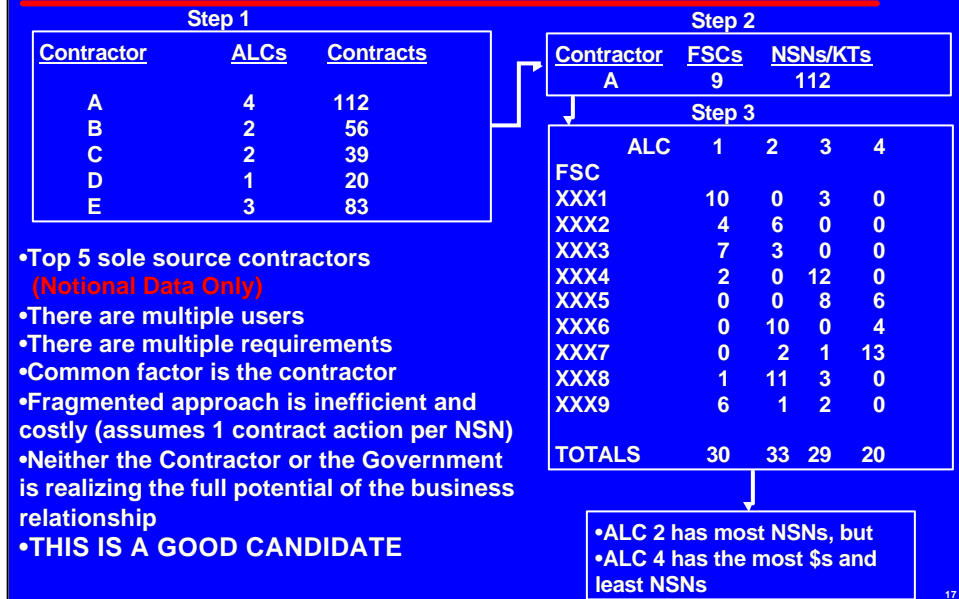 Step 1
Contractor ALCs Contracts
A 4 112
B 2 56
C 2 39
D 1 20
E 3 83
•Top 5 sole source contractors
(Notional Data Only)
•There are multiple users
•There are multiple requirements
•Common factor is the contractor
•Fragmented approach is inefficient and
costly (assumes 1 contract action per NSN)
•Neither the Contractor or the Government
is realizing the full potential of the business
relationship
•THIS IS A GOOD CANDIDATE
Step 2
Contractor FSCs NSNs/KTs
A 9 112
Step 3
ALC 1 2 3 4
FSC
XXX1 10 0 3 0
XXX2 4 6 0 0
XXX3 7 3 0 0
XXX4 2 0 12 0
XXX5 0 0 8 6
XXX6 0 10 0 4
XXX7 0 2 1 13
XXX8 1 11 3 0
XXX9 6 1 2 0
TOTALS 30 33 29 20
•ALC 2 has most NSNs, but
•ALC 4 has the most $s and
least NSNs
17